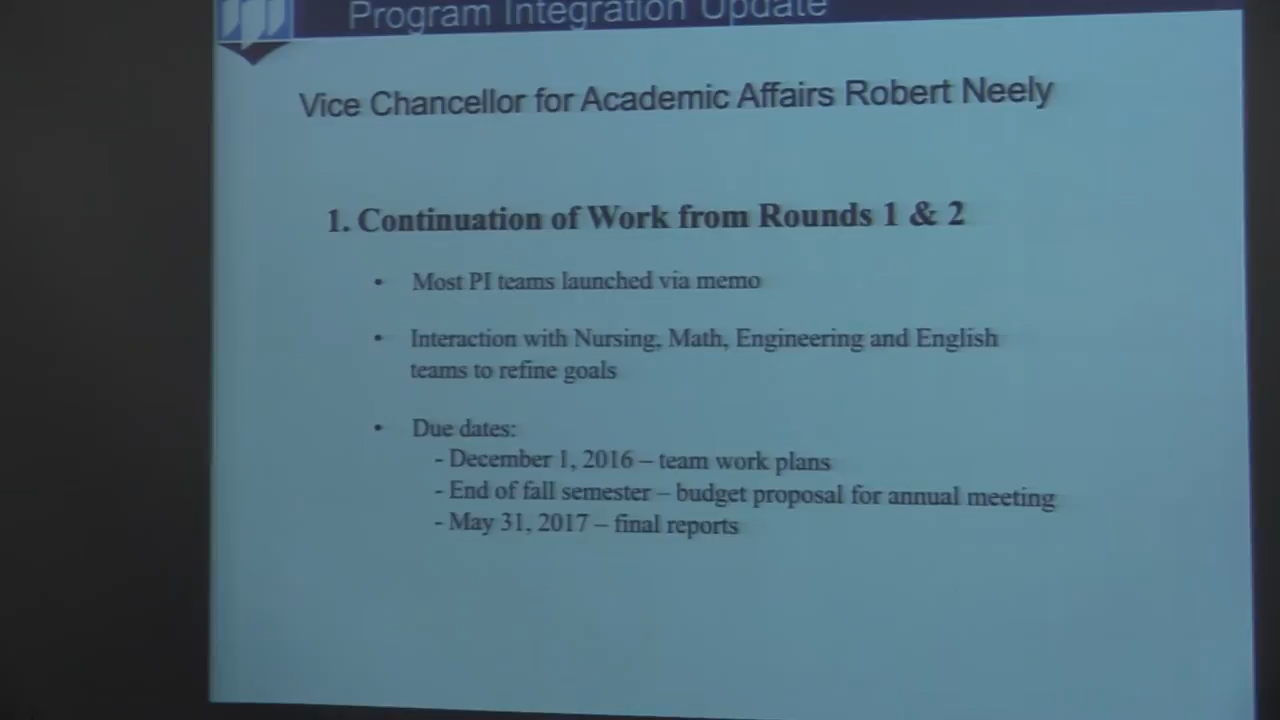 Program Integration Update
Vice Chancellor for Academic Affairs Robert Neely
1. Continuation of Work from Rounds 1 & 2
• Most PI teams launched via memo
• Interaction with Nursing, Math, Engineering and English
teams to refine goals
• Due dates:
- December 1, 2016 – team work plans
- End of fall semester – budget proposal for annual meeting
- May 31, 2017 – final reports